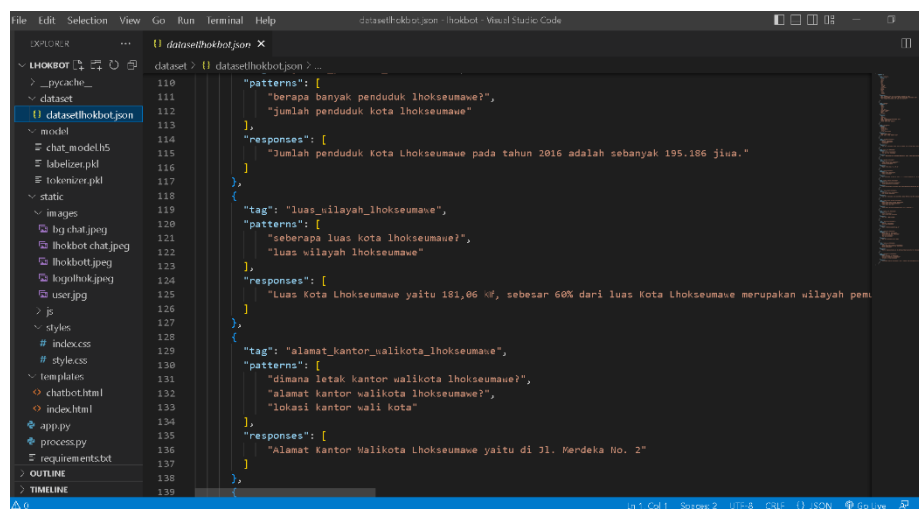 File Edit Selection View Go Run Terminal Help
datasetlhokbot.json - lhokbot - Visual Studio Code
EXPLORER ...
{} datasetlhokbot.json ×
LHOKBOT
dataset > {} datasetlhokbot.json > ...
> __pycache__
dataset
{} datasetlhokbot.json
model
chat_model.h5
labelizer.pkl
tokenizer.pkl
static
images
bg chat.jpeg
lhokbot chat.jpeg
lhokbott.jpeg
logolhok.jpeg
user.jpg
> js
styles
# index.css
# style.css
templates
<> chatbot.html
<> index.html
app.py
process.py
requirements.txt
> OUTLINE
> TIMELINE
110 "patterns": [
111 "berapa banyak penduduk lhokseumawe?",
112 "jumlah penduduk kota lhokseumawe"
113 ],
114 "responses": [
115 "Jumlah penduduk Kota Lhokseumawe pada tahun 2016 adalah sebanyak 195.186 jiwa."
116 ]
117 },
118 {
119 "tag": "luas_wilayah_lhokseumawe",
120 "patterns": [
121 "seberapa luas kota lhokseumawe?",
122 "luas wilayah lhokseumawe"
123 ],
124 "responses": [
125 "Luas Kota Lhokseumawe yaitu 181,06 ㎢, sebesar 60% dari luas Kota Lhokseumawe merupakan wilayah pemu
126 ]
127 },
128 {
129 "tag": "alamat_kantor_walikota_lhokseumawe",
130 "patterns": [
131 "dimana letak kantor walikota lhokseumawe?",
132 "alamat kantor walikota lhokseumawe?",
133 "lokasi kantor wali kota"
134 ],
135 "responses": [
136 "Alamat Kantor Walikota Lhokseumawe yaitu di Jl. Merdeka No. 2"
137 ]
138 },
139 {
0
Ln 1 Col 1 Spaces: 2 UTF-8 CRLF {} JSON Go Live